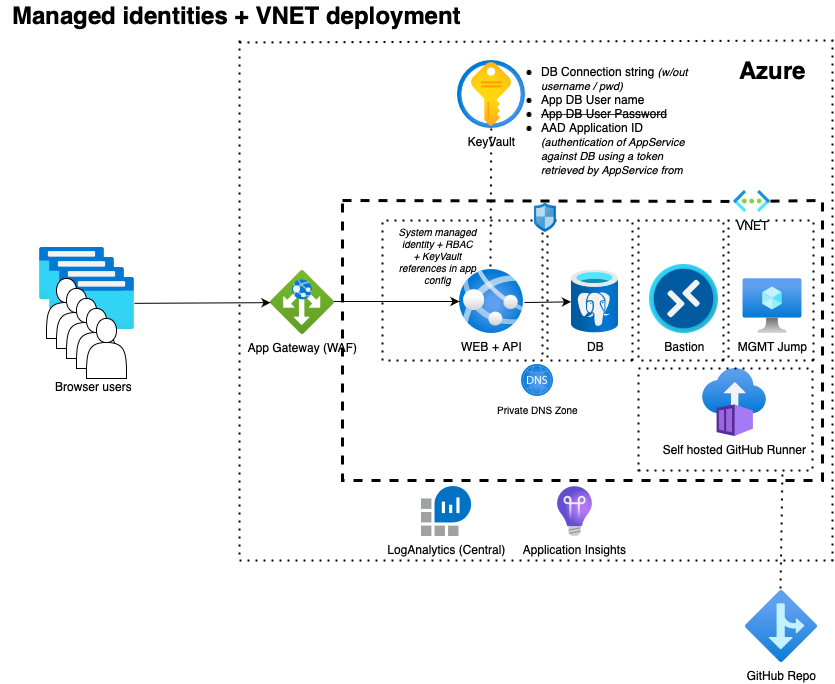 Managed identities + VNET deployment
Azure
• DB Connection string (w/out
username / pwd)
• App DB User name
• App DB User Password
• AAD Application ID
(authentication of AppService
against DB using a token
retrieved by AppService from
KeyVault
VNET
System managed
identity + RBAC
+ KeyVault
references in app
config
Browser users
App Gateway (WAF)
WEB + API
DB
Bastion
MGMT Jump
DNS
Private DNS Zone
Self hosted GitHub Runner
LogAnalytics (Central)
Application Insights
GitHub Repo